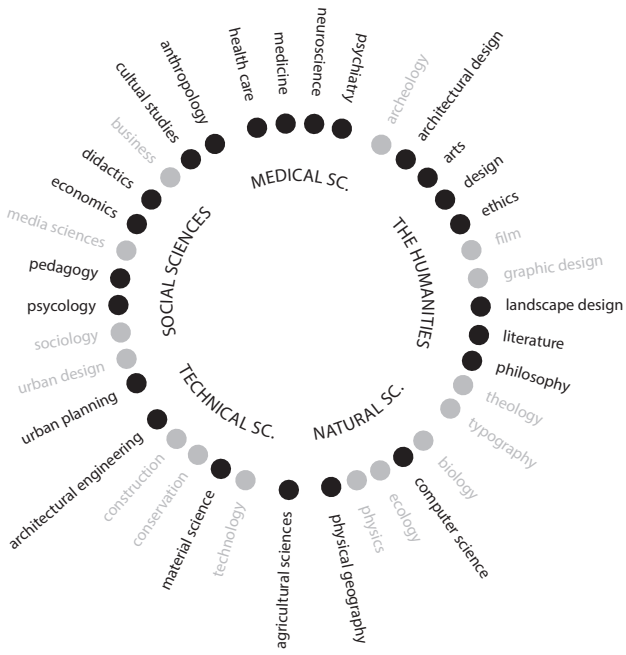 health care
medicine
neuroscience
psychiatry
MEDICAL SC.
archeology
architectural design
arts
design
ethics
film
graphic design
landscape design
literature
philosophy
theology
typography
THE HUMANITIES
biology
computer science
ecology
physics
physical geography
NATURAL SC.
agricultural sciences
technology
material science
conservation
construction
architectural engineering
TECHNICAL SC.
urban planning
urban design
sociology
psycology
pedagogy
media sciences
economics
didactics
business
cultual studies
anthropology
SOCIAL SCIENCES